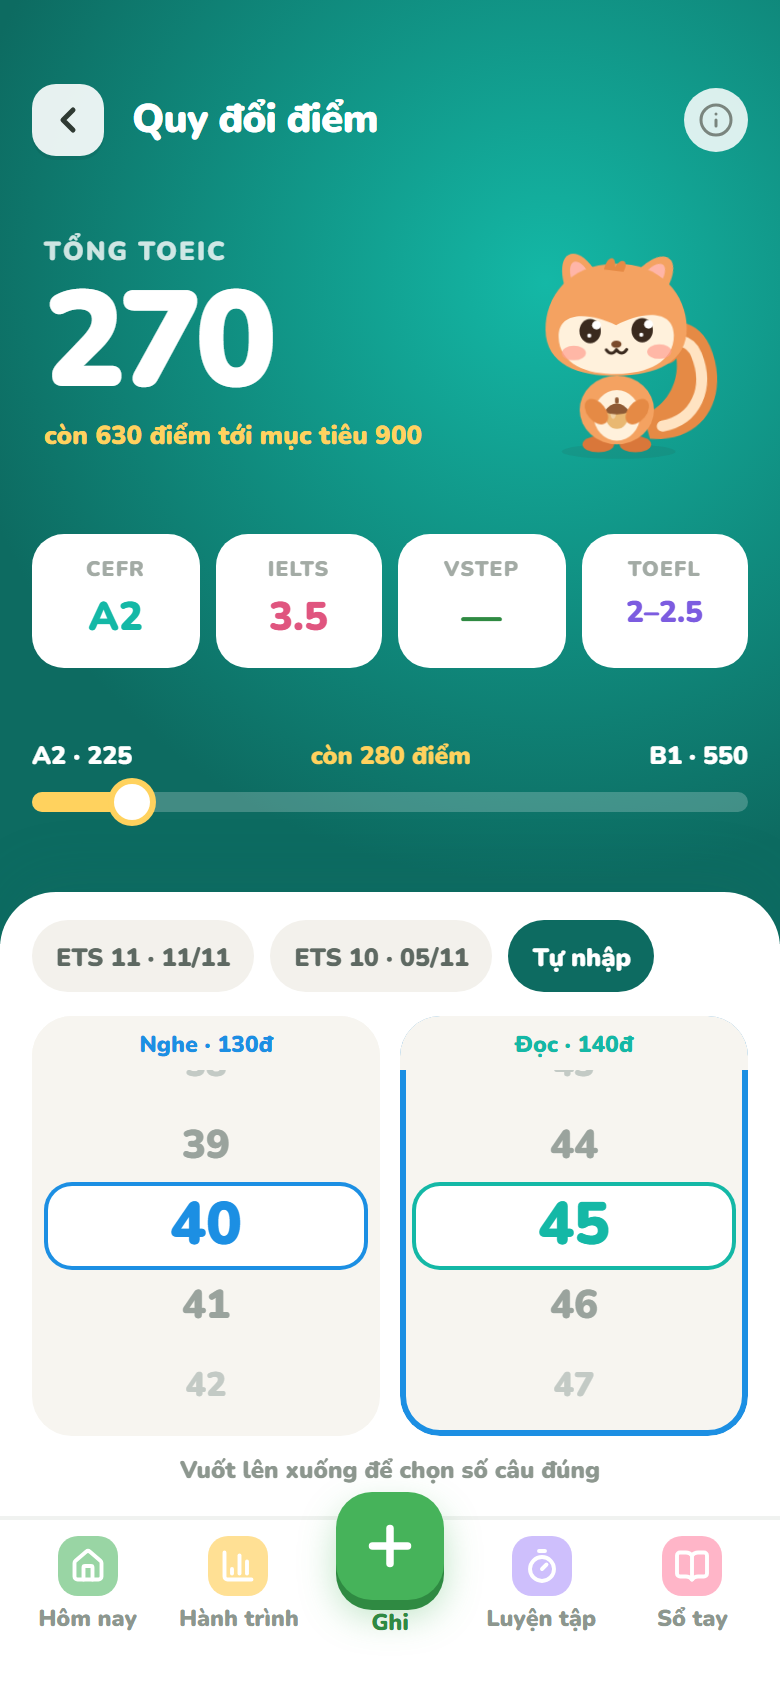 Quy đổi điểm
TỔNG TOEIC
270
còn 630 điểm tới mục tiêu 900
CEFR
A2
IELTS
3.5
VSTEP
—
TOEFL
2–2.5
A2 · 225
còn 280 điểm
B1 · 550
ETS 11 · 11/11
ETS 10 · 05/11
Tự nhập
Nghe · 130đ
39
40
41
42
Đọc · 140đ
44
45
46
47
Vuốt lên xuống để chọn số câu đúng
Hôm nay
Hành trình
Ghi
Luyện tập
Sổ tay